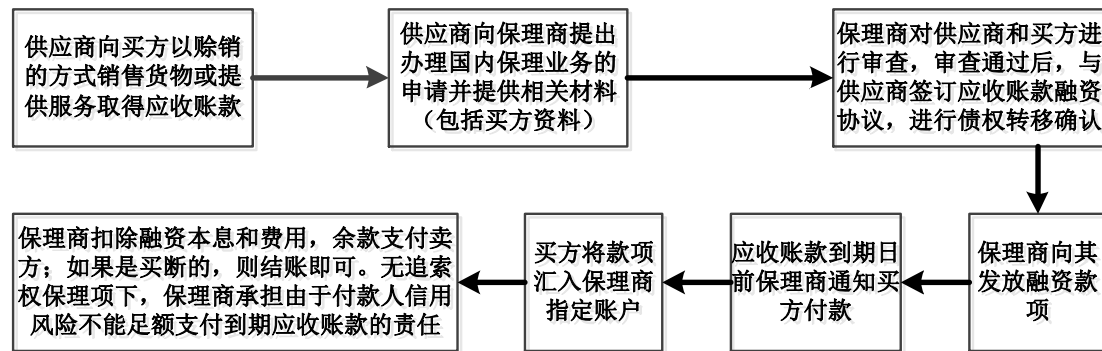 供应商向买方以赊销
的方式销售货物或提
供服务取得应收账款
供应商向保理商提出
办理国内保理业务的
申请并提供相关材料
（包括买方资料）
保理商对供应商和买方进
行审查，审查通过后，与
供应商签订应收账款融资
协议，进行债权转移确认
保理商向其
发放融资款
项
应收账款到期日
前保理商通知买
方付款
买方将款项
汇入保理商
指定账户
保理商扣除融资本息和费用，余款支付卖
方；如果是买断的，则结账即可。无追索
权保理项下，保理商承担由于付款人信用
风险不能足额支付到期应收账款的责任